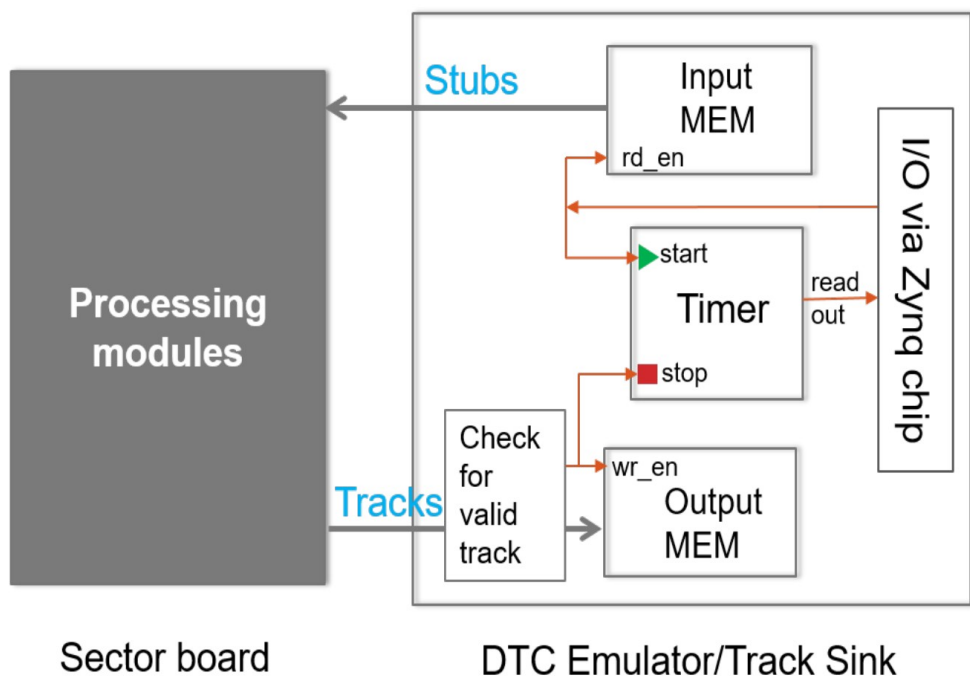 Stubs
Input
MEM
rd_en
I/O via Zynq chip
start
Timer
read
out
stop
Processing
modules
Check
for
valid
track
Tracks
wr_en
Output
MEM
Sector board
DTC Emulator/Track Sink